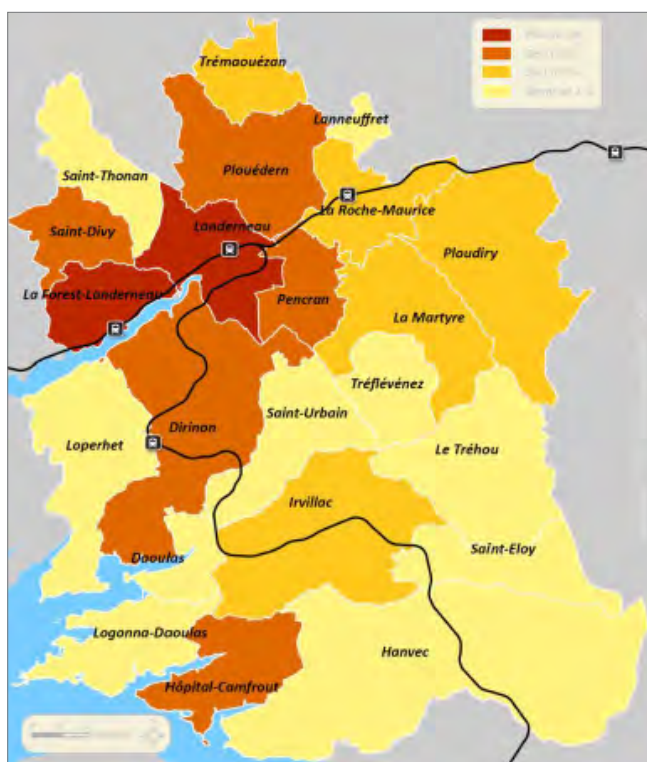 Trémaouézan
Lanneuffret
Saint-Thonan
Plouédern
La Roche-Maurice
Saint-Divy
Landerneau
Ploudiry
La Forest-Landerneau
Pencran
La Martyre
Tréflévénez
Saint-Urbain
Dirinon
Loperhet
Le Tréhou
Irvillac
Saint-Eloy
Daoulas
Logonna-Daoulas
Hanvec
Hôpital-Camfrout